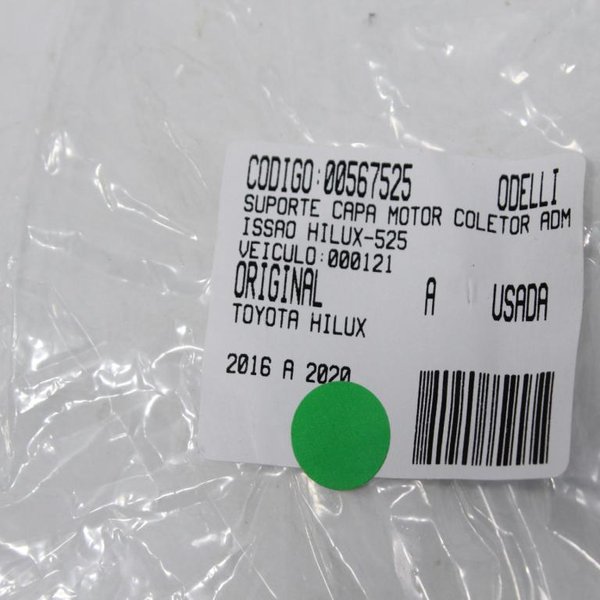 CODIGO:00567525 ODELLI
SUPORTE CAPA MOTOR COLETOR ADM
ISSAO HILUX-525
VEICULO:000121
ORIGINAL A USADA
TOYOTA HILUX
2016 A 2020